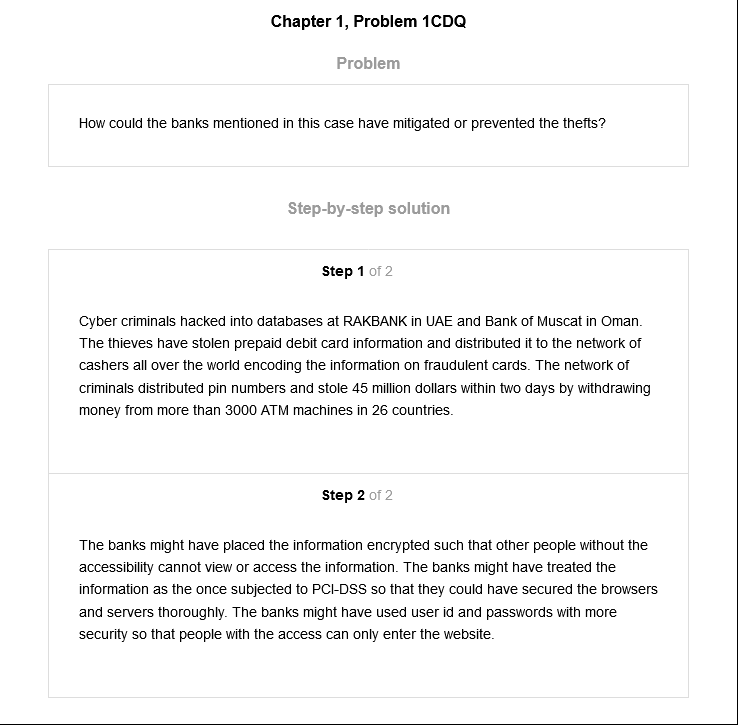 Chapter 1, Problem 1CDQ
Problem
How could the banks mentioned in this case have mitigated or prevented the thefts?
Step-by-step solution
Step 1 of 2
Cyber criminals hacked into databases at RAKBANK in UAE and Bank of Muscat in Oman.
The thieves have stolen prepaid debit card information and distributed it to the network of
cashers all over the world encoding the information on fraudulent cards. The network of
criminals distributed pin numbers and stole 45 million dollars within two days by withdrawing
money from more than 3000 ATM machines in 26 countries.
Step 2 of 2
The banks might have placed the information encrypted such that other people without the
accessibility cannot view or access the information. The banks might have treated the
information as the once subjected to PCI-DSS so that they could have secured the browsers
and servers thoroughly. The banks might have used user id and passwords with more
security so that people with the access can only enter the website.